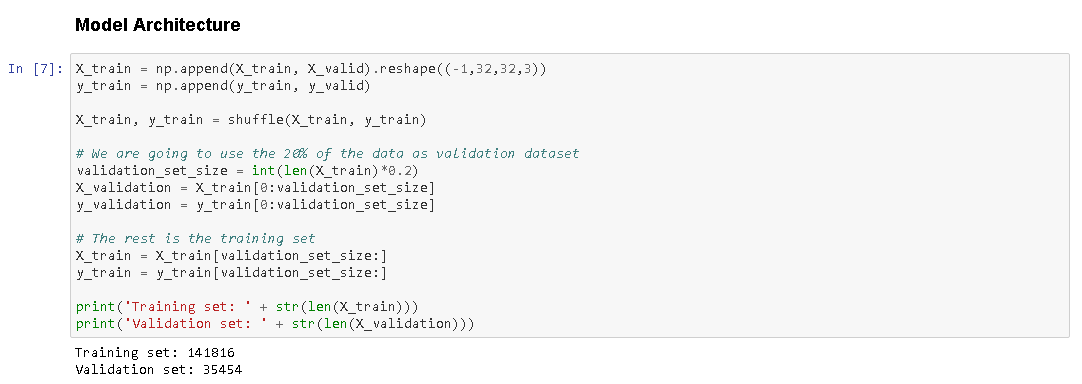 Model Architecture
In [7]: X_train = np.append(X_train, X_valid).reshape((-1,32,32,3))
y_train = np.append(y_train, y_valid)
X_train, y_train = shuffle(X_train, y_train)
# We are going to use the 20% of the data as validation dataset
validation_set_size = int(len(X_train)*0.2)
X_validation = X_train[0:validation_set_size]
y_validation = y_train[0:validation_set_size]
# The rest is the training set
X_train = X_train[validation_set_size:]
y_train = y_train[validation_set_size:]
print('Training set: ' + str(len(X_train)))
print('Validation set: ' + str(len(X_validation)))
Training set: 141816
Validation set: 35454